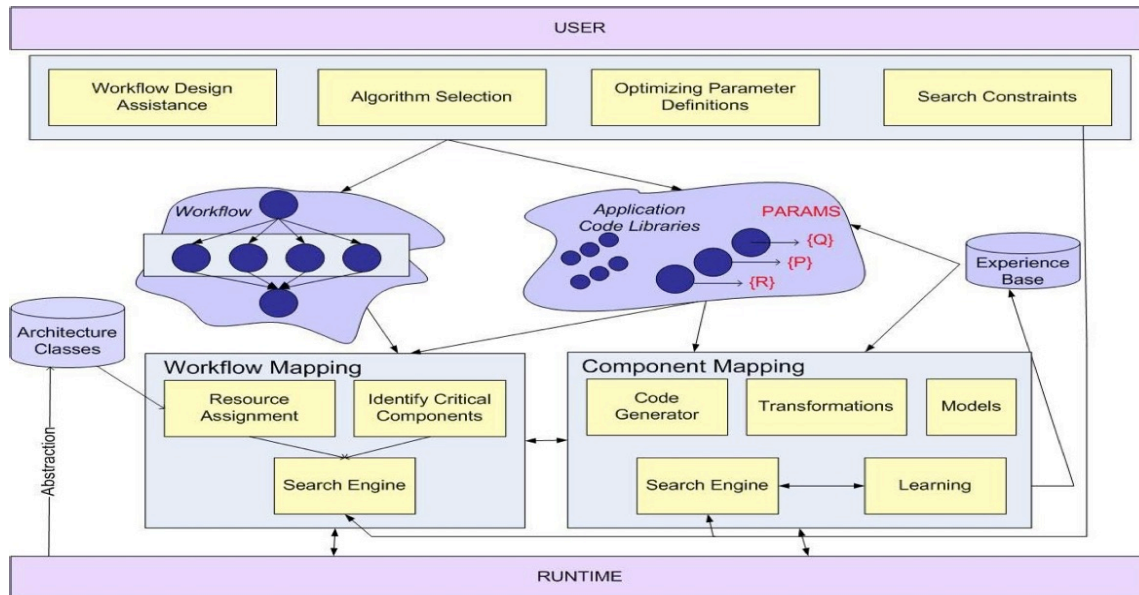 USER
Workflow Design
Assistance
Algorithm Selection
Optimizing Parameter
Definitions
Search Constraints
Workflow
Application
Code Libraries
PARAMS
{Q}
{P}
{R}
Experience
Base
Architecture
Classes
Workflow Mapping
Resource
Assignment
Identify Critical
Components
Search Engine
Component Mapping
Code
Generator
Transformations
Models
Search Engine
Learning
Abstraction
RUNTIME